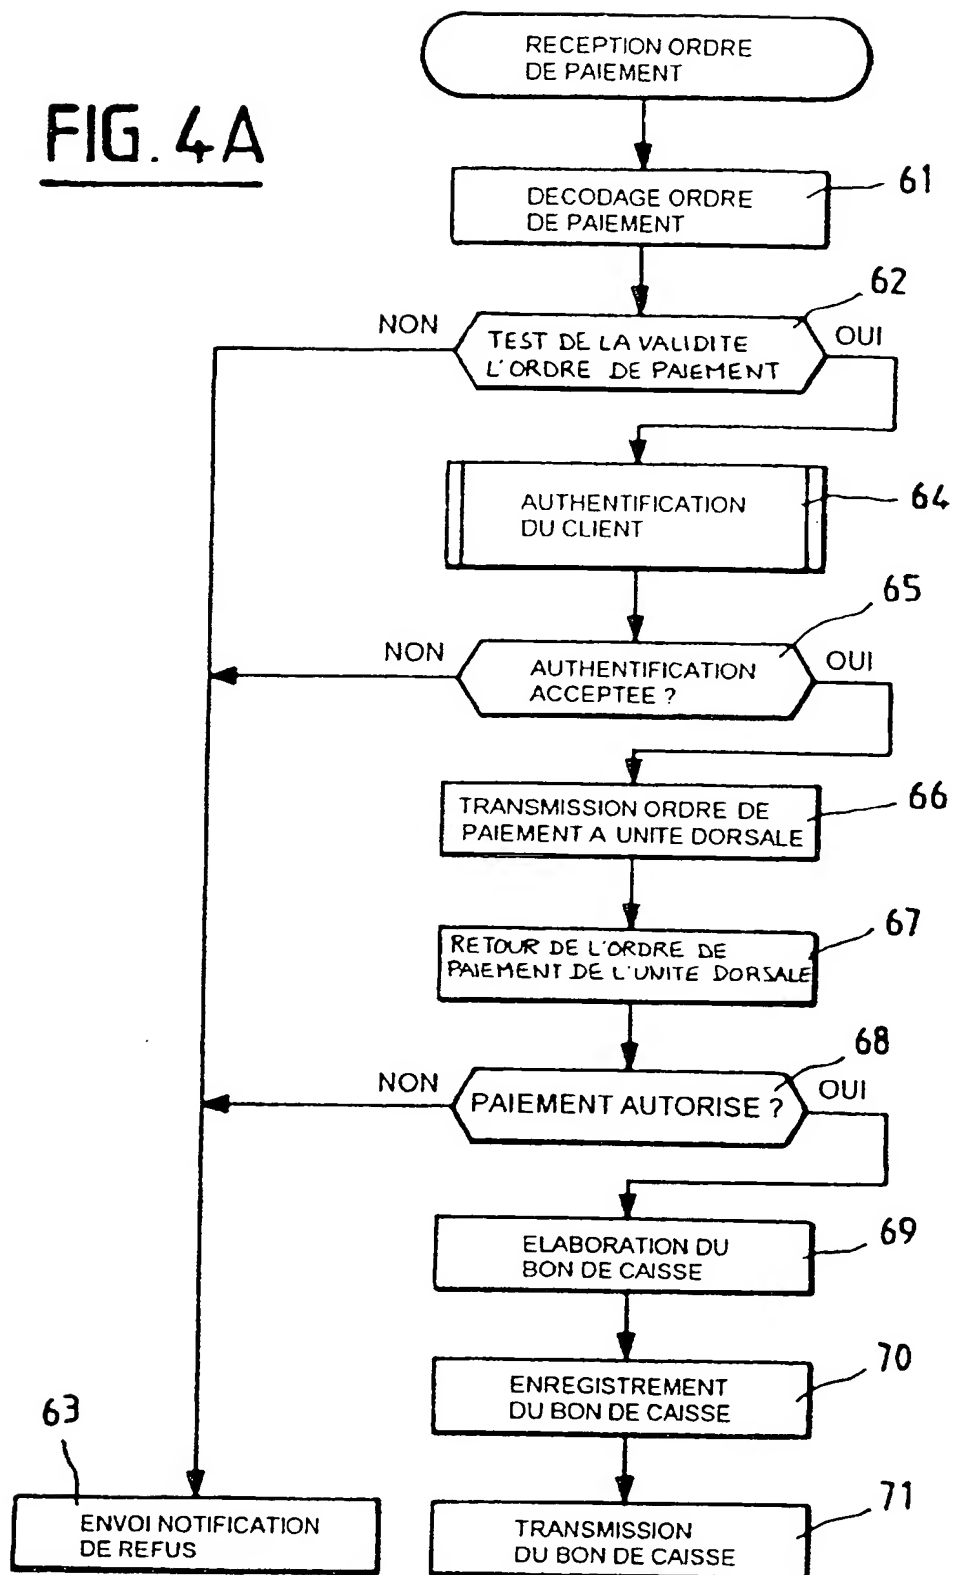 RECEPTION ORDRE
DE PAIEMENT
FIG. 4A
DECODAGE ORDRE
DE PAIEMENT
61
62
NON
OUI
TEST DE LA VALIDITE
L'ORDRE DE PAIEMENT
AUTHENTIFICATION
DU CLIENT
64
65
NON
OUI
AUTHENTIFICATION
ACCEPTEE ?
TRANSMISSION ORDRE DE
PAIEMENT A UNITE DORSALE
66
RETOUR DE L'ORDRE DE
PAIEMENT DE L'UNITE DORSALE
67
68
NON
OUI
PAIEMENT AUTORISE ?
ELABORATION DU
BON DE CAISSE
69
ENREGISTREMENT
DU BON DE CAISSE
70
63
ENVOI NOTIFICATION
DE REFUS
TRANSMISSION
DU BON DE CAISSE
71